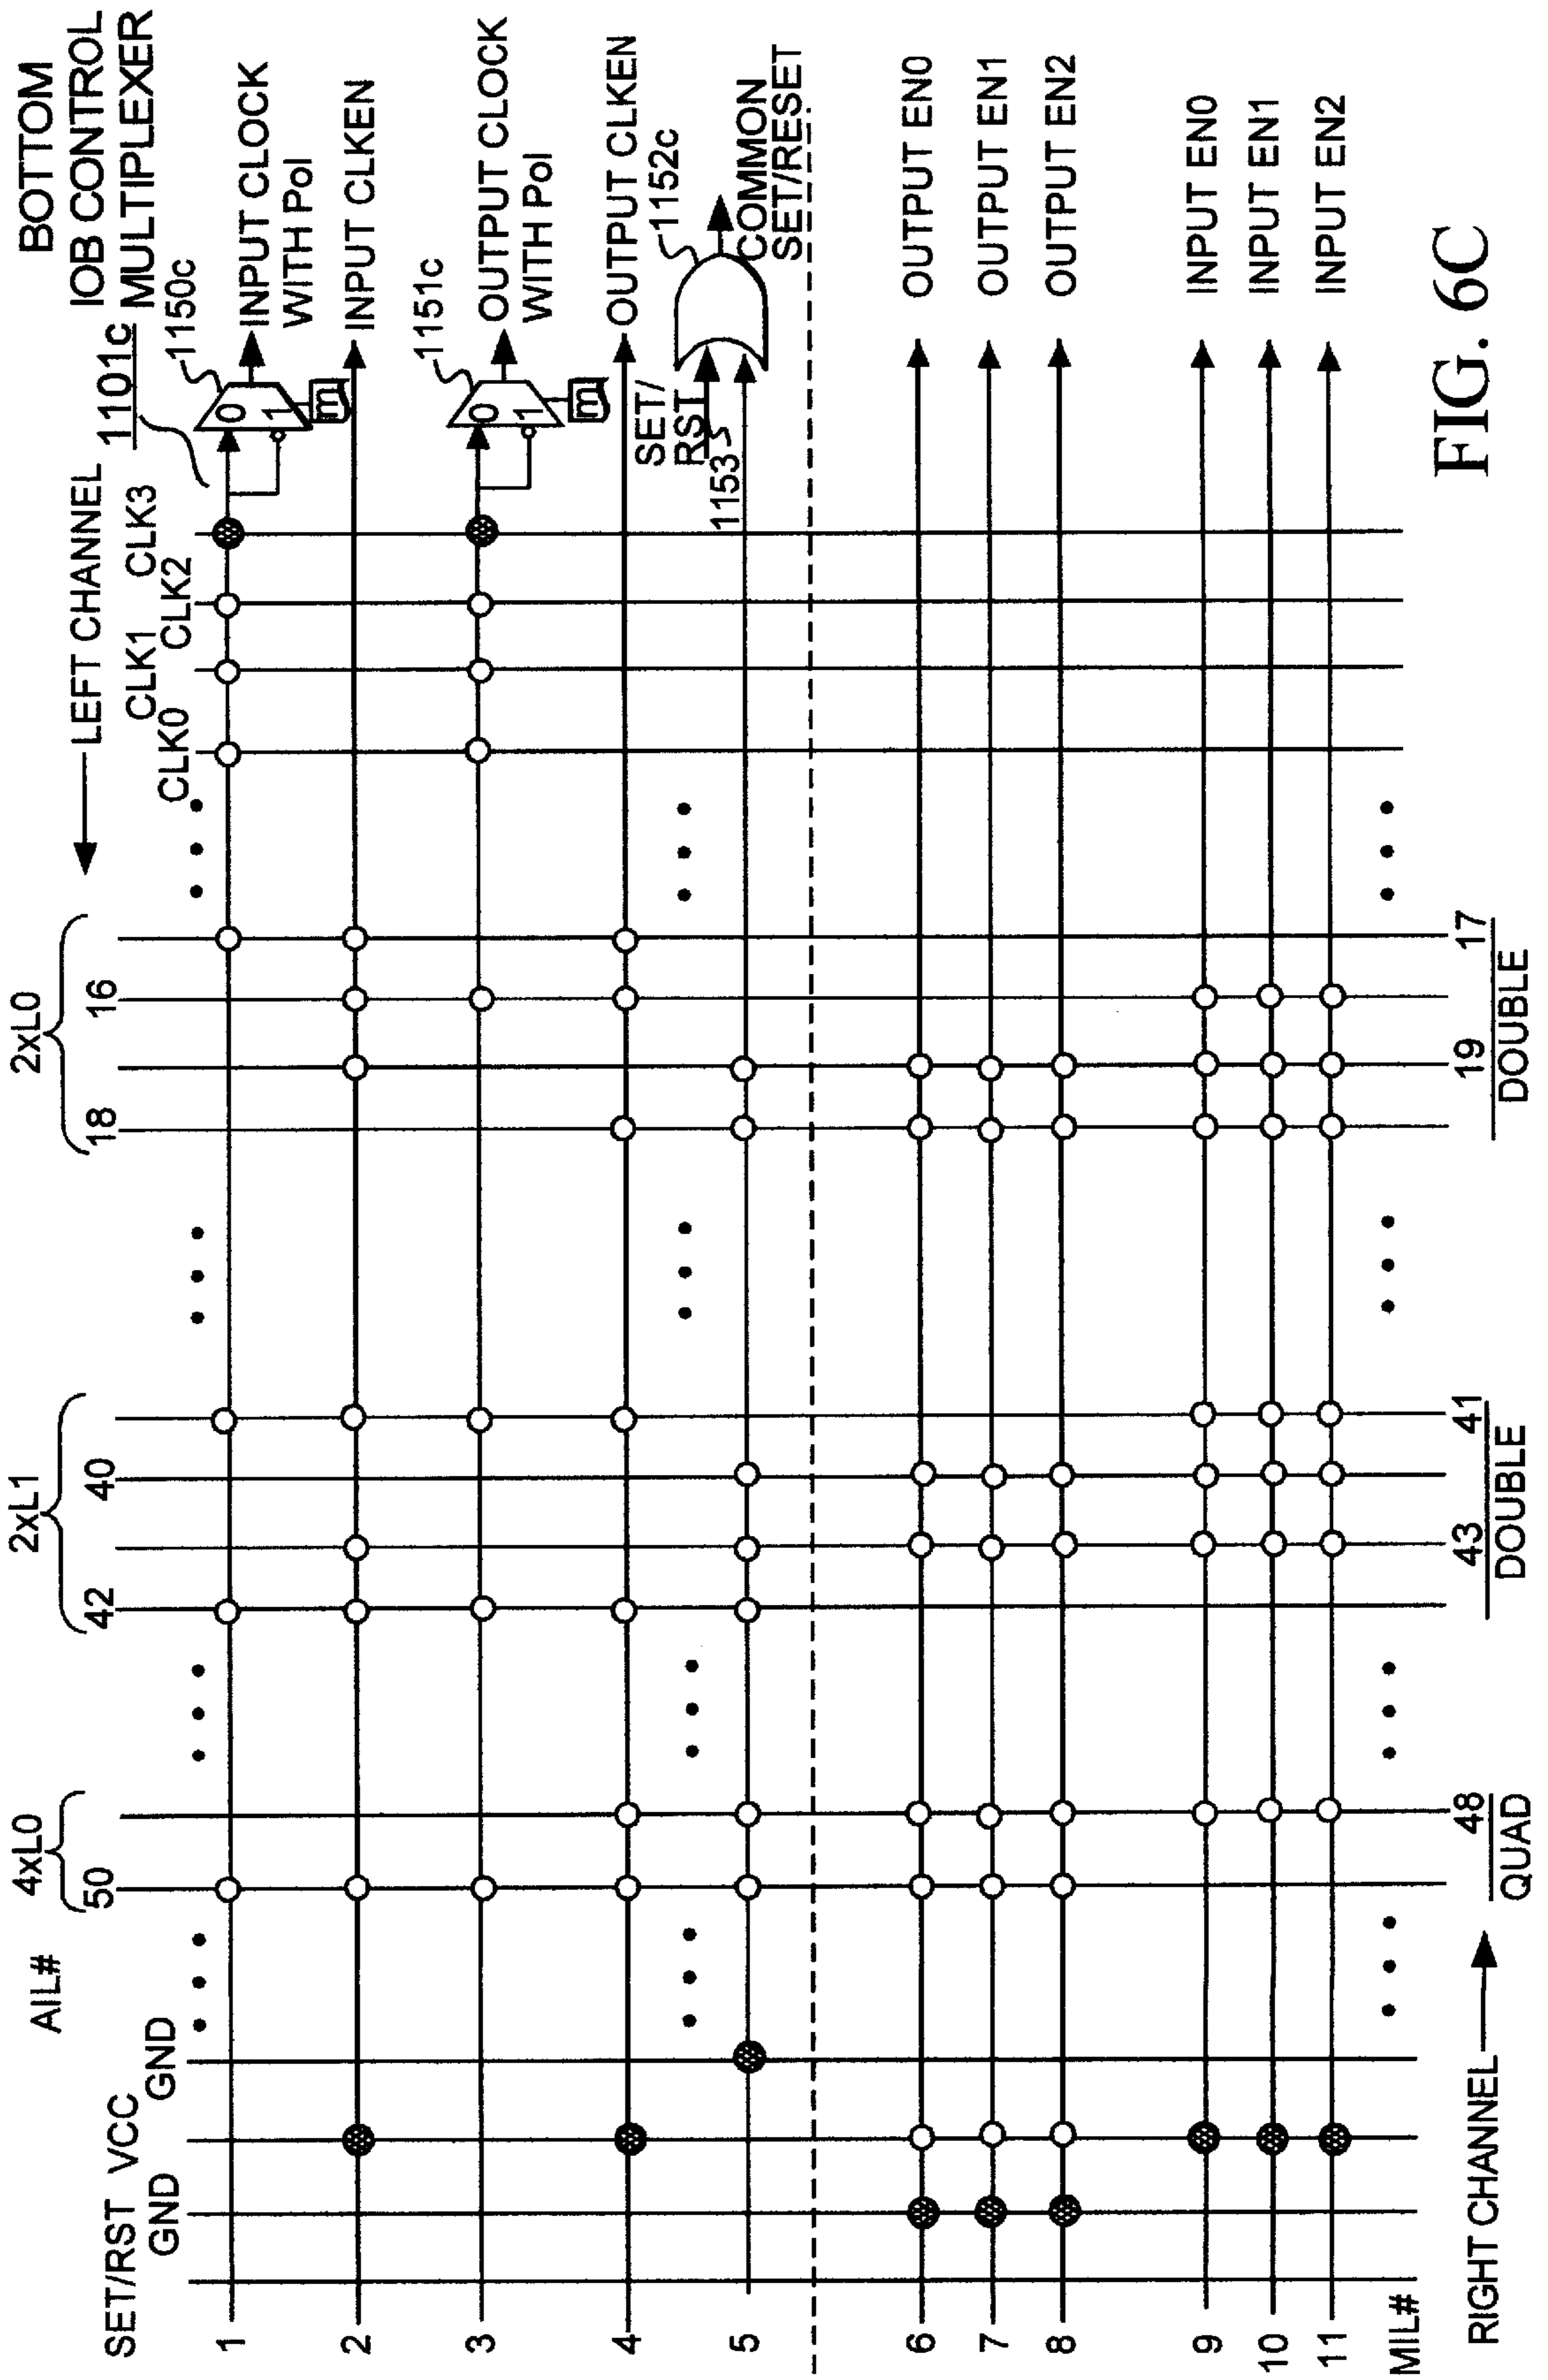 BOTTOM
IOB CONTROL
MULTIPLEXER
1101c
1150c
INPUT CLOCK
WITH Pol
0
1
m
INPUT CLKEN
1151c
OUTPUT CLOCK
WITH Pol
0
1
m
OUTPUT CLKEN
1152c
SET/
RST
1153
COMMON
SET/RESET
OUTPUT EN0
OUTPUT EN1
OUTPUT EN2
INPUT EN0
INPUT EN1
INPUT EN2
LEFT CHANNEL
CLK0
CLK1
CLK2
CLK3
2xL0
18
16
2xL1
42
40
4xL0
50
AIL#
SET/RST
GND
VCC
GND
1
2
3
4
5
6
7
8
9
10
11
MIL#
RIGHT CHANNEL
48
QUAD
43
41
DOUBLE
19
17
DOUBLE
FIG. 6C